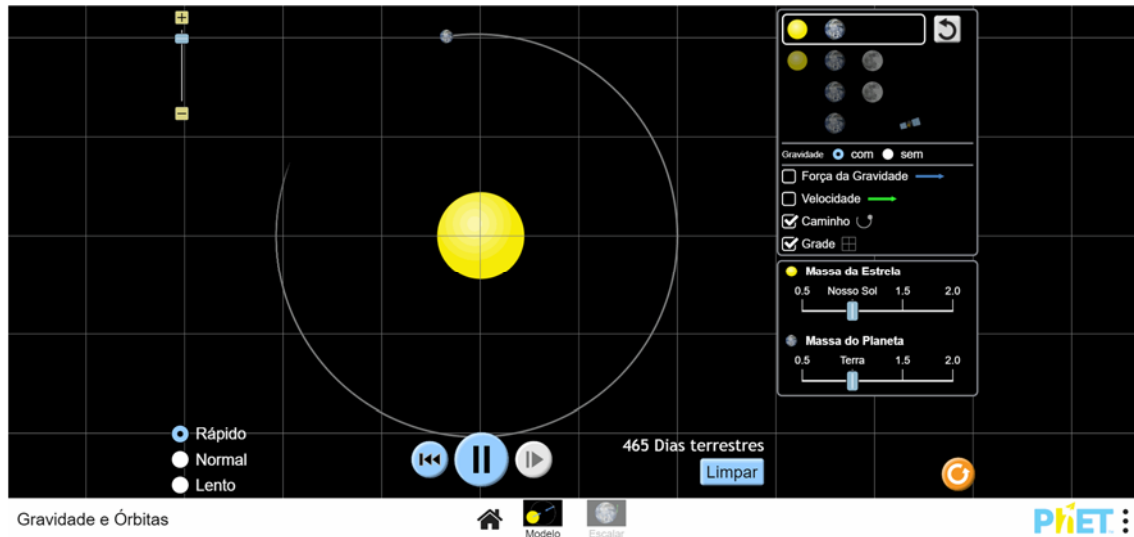 +
−
Gravidade com sem
Força da Gravidade
Velocidade
Caminho
Grade
Massa da Estrela
0.5 Nosso Sol 1.5 2.0
Massa do Planeta
0.5 Terra 1.5 2.0
Rápido
Normal
Lento
465 Dias terrestres
Limpar
Gravidade e Órbitas
Modelo
Escalar
PhET